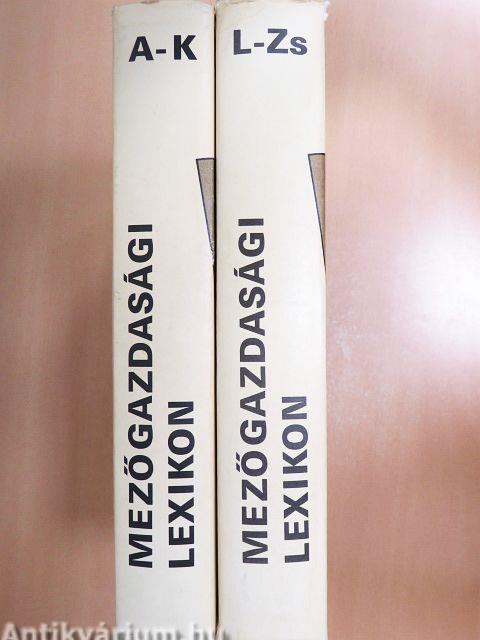 A-K
MEZŐGAZDASÁGI
LEXIKON
L-Zs
MEZŐGAZDASÁGI
LEXIKON
Antikvárium.hu